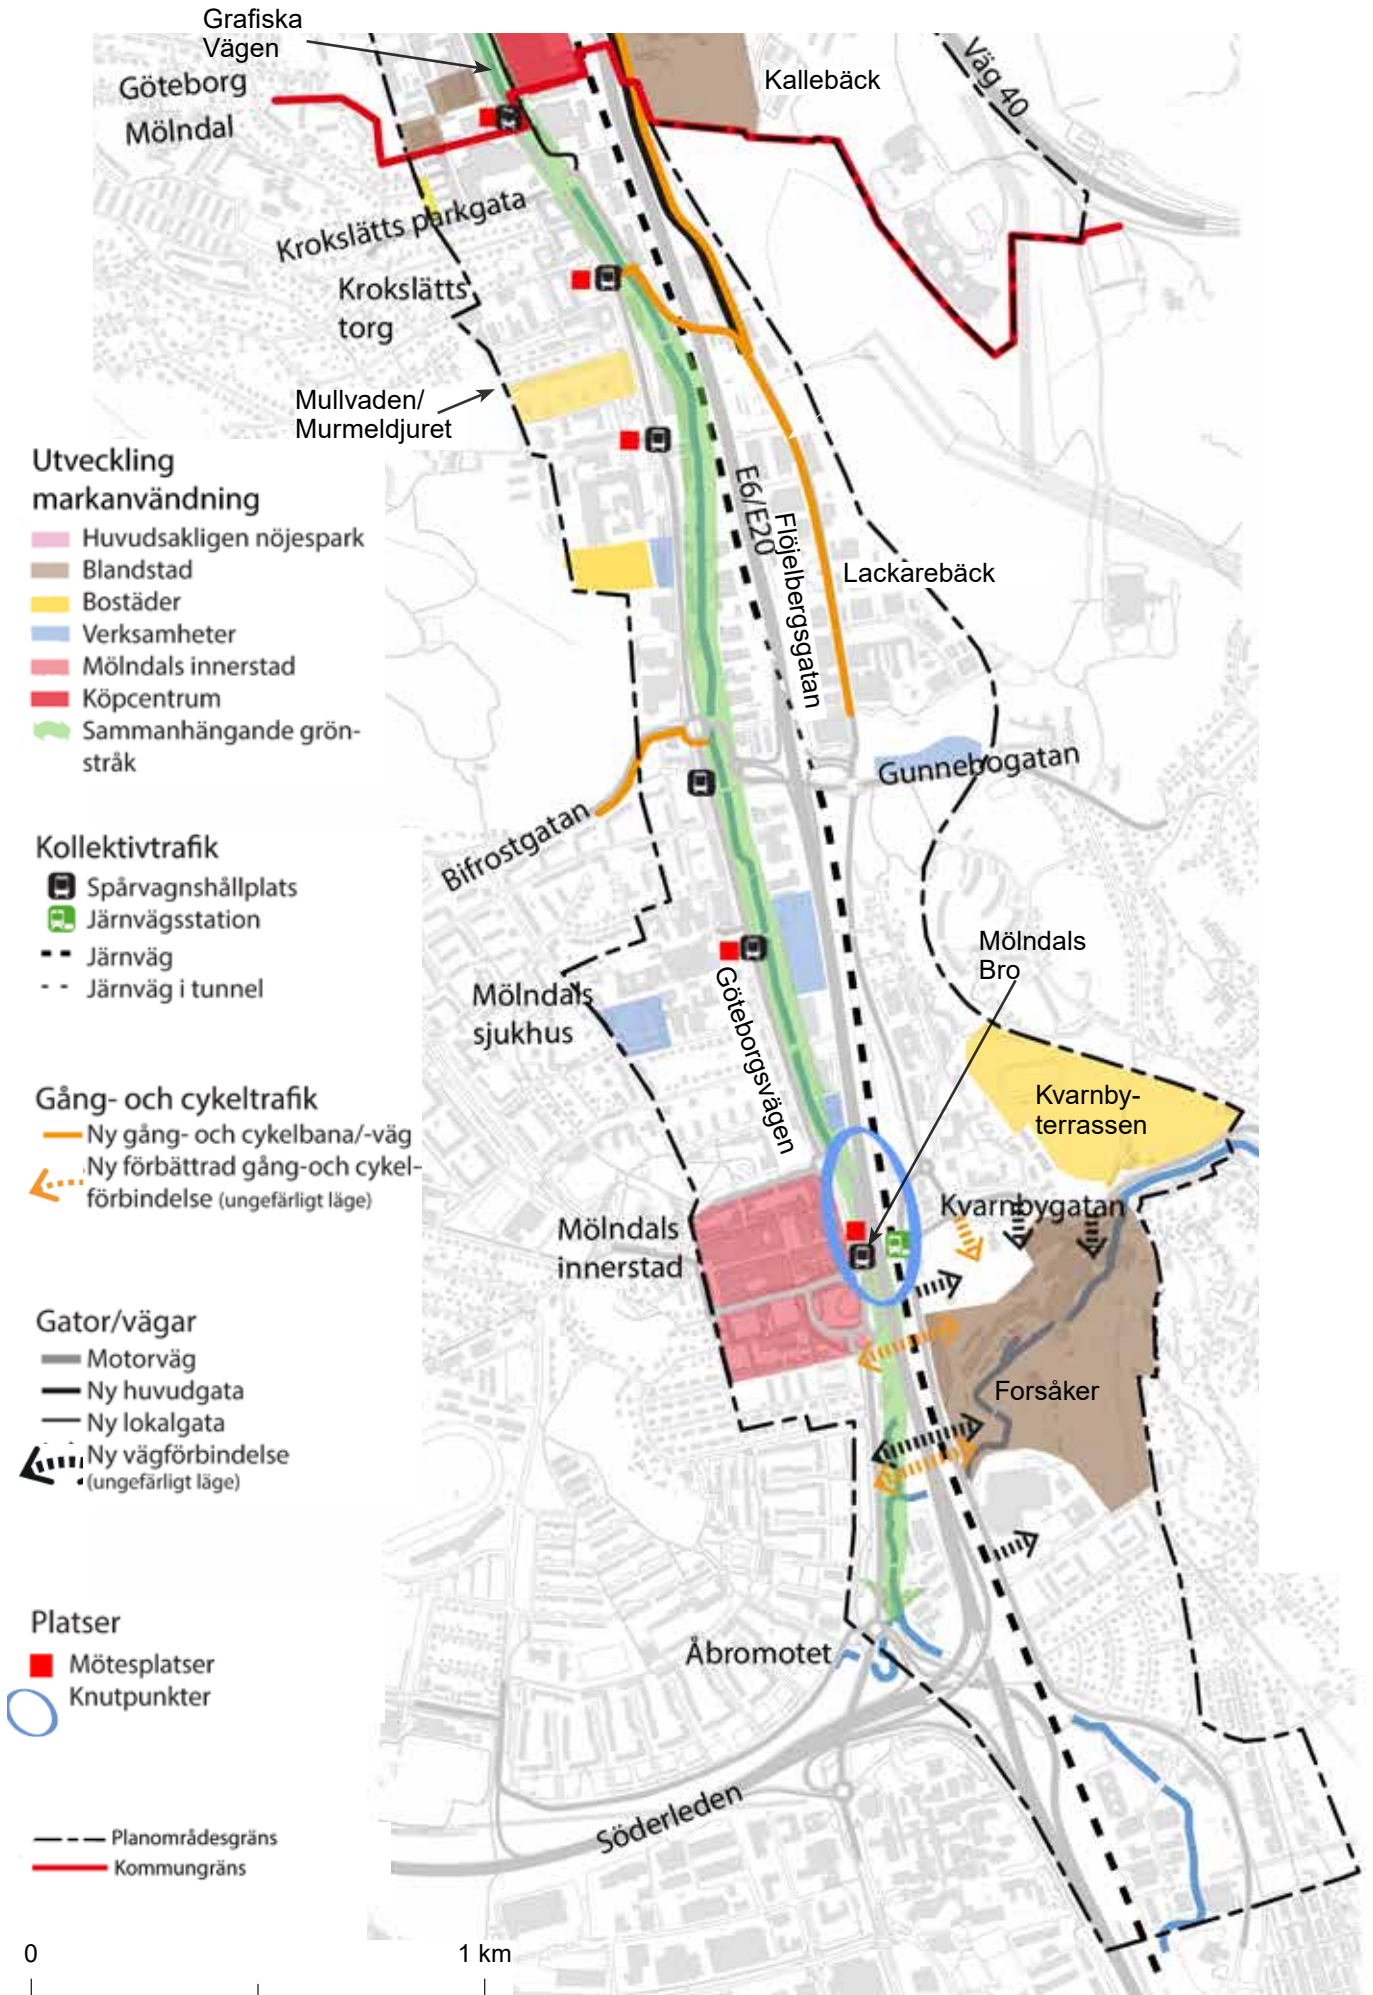 Grafiska
Vägen
Göteborg
Mölndal
Kallebäck
Väg 40
Krokslätts parkgata
Krokslätts
torg
Mullvaden/
Murmeldjuret
E6/E20
Flöjelbergsgatan
Lackarebäck
Gunnebogatan
Bifrostgatan
Mölndals
Bro
Mölndals
sjukhus
Göteborgsvägen
Kvarnby-
terrassen
Kvarnbygatan
Mölndals
innerstad
Forsåker
Åbromotet
Söderleden
Utveckling
markanvändning
Huvudsakligen nöjespark
Blandstad
Bostäder
Verksamheter
Mölndals innerstad
Köpcentrum
Sammanhängande grön-
stråk
Kollektivtrafik
Spårvagnshållplats
Järnvägsstation
Järnväg
Järnväg i tunnel
Gång- och cykeltrafik
Ny gång- och cykelbana/-väg
Ny förbättrad gång-och cykel-
förbindelse (ungefärligt läge)
Gator/vägar
Motorväg
Ny huvudgata
Ny lokalgata
Ny vägförbindelse
(ungefärligt läge)
Platser
Mötesplatser
Knutpunkter
Planområdesgräns
Kommungräns
0 1 km